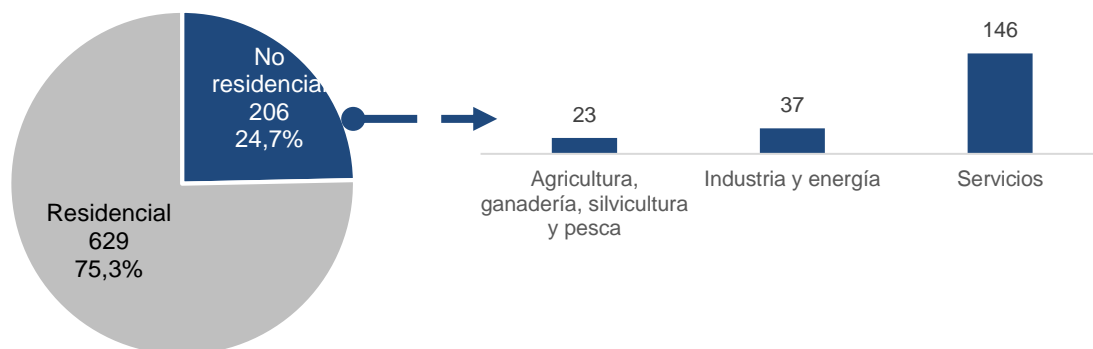 No
residencial
206
24,7%
Residencial
629
75,3%
23
37
146
Agricultura,
ganadería, silvicultura
y pesca
Industria y energía
Servicios